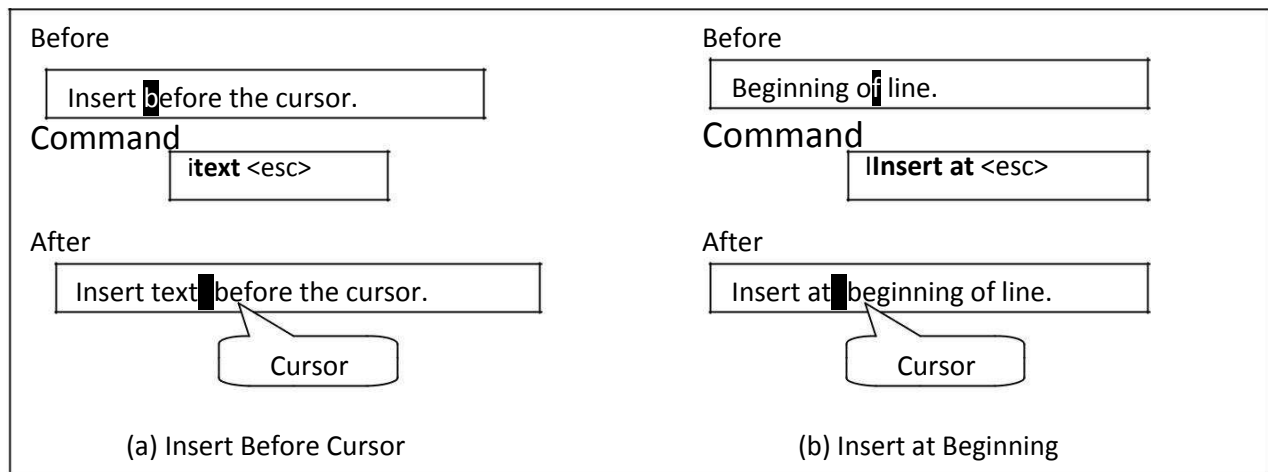 Before
Insert before the cursor.
Command
itext <esc>
After
Insert text before the cursor.
Cursor
(a) Insert Before Cursor
Before
Beginning of line.
Command
IInsert at <esc>
After
Insert at beginning of line.
Cursor
(b) Insert at Beginning